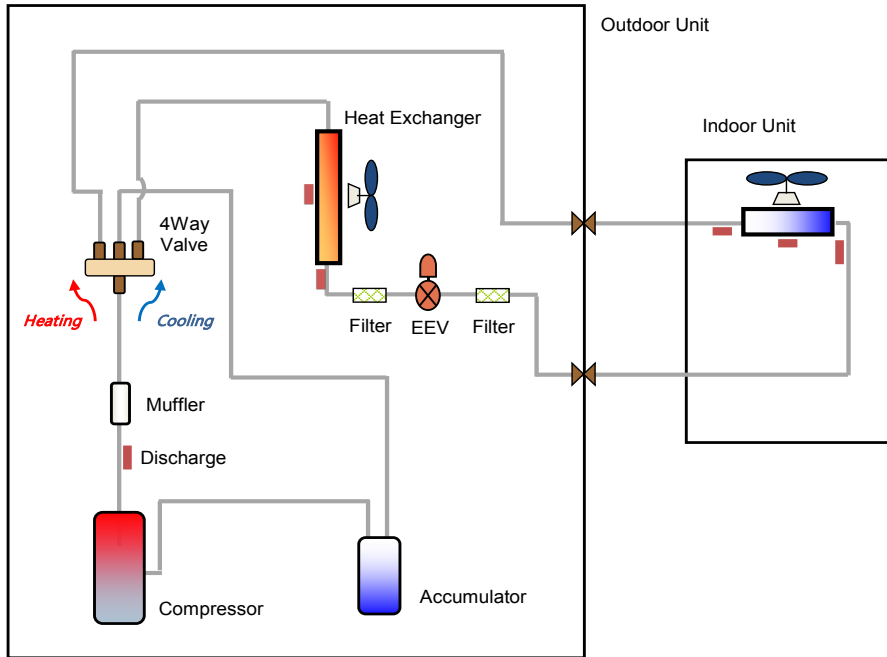 Outdoor Unit
Heat Exchanger
Indoor Unit
4Way
Valve
Heating
Cooling
Filter
EEV
Filter
Muffler
Discharge
Compressor
Accumulator